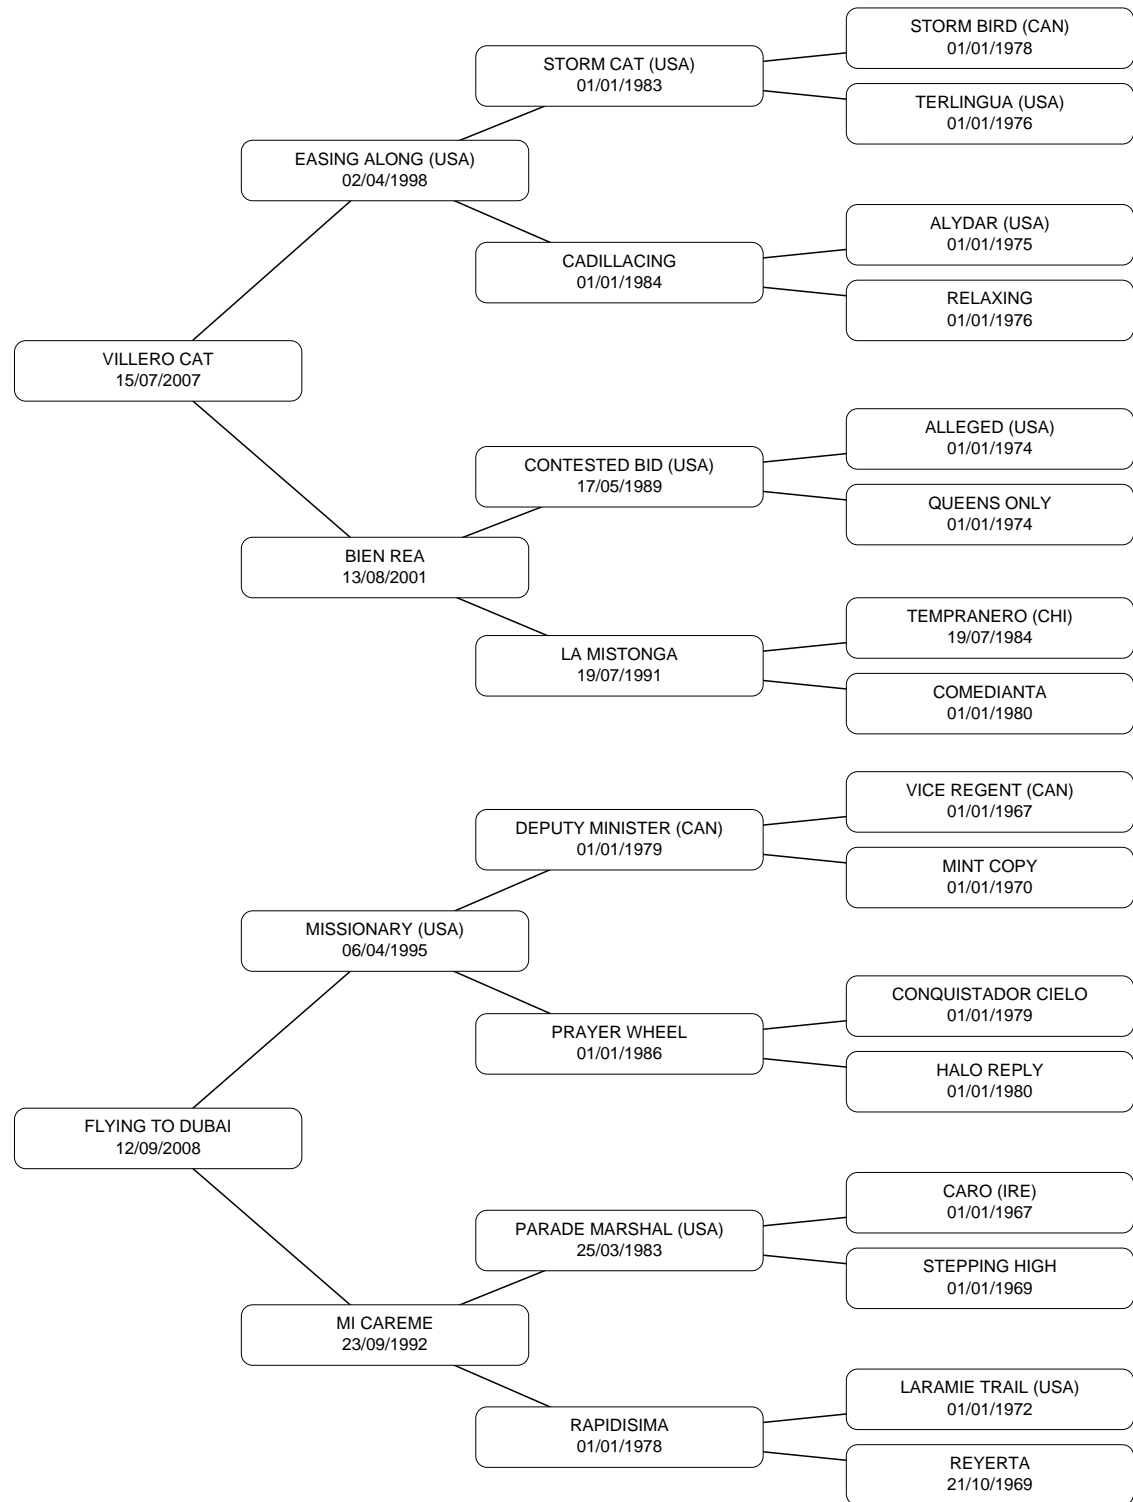 STORM BIRD (CAN)
01/01/1978
STORM CAT (USA)
01/01/1983
TERLINGUA (USA)
01/01/1976
EASING ALONG (USA)
02/04/1998
ALYDAR (USA)
01/01/1975
CADILLACING
01/01/1984
RELAXING
01/01/1976
VILLERO CAT
15/07/2007
ALLEGED (USA)
01/01/1974
CONTESTED BID (USA)
17/05/1989
QUEENS ONLY
01/01/1974
BIEN REA
13/08/2001
TEMPRANERO (CHI)
19/07/1984
LA MISTONGA
19/07/1991
COMEDIANTA
01/01/1980
VICE REGENT (CAN)
01/01/1967
DEPUTY MINISTER (CAN)
01/01/1979
MINT COPY
01/01/1970
MISSIONARY (USA)
06/04/1995
CONQUISTADOR CIELO
01/01/1979
PRAYER WHEEL
01/01/1986
HALO REPLY
01/01/1980
FLYING TO DUBAI
12/09/2008
CARO (IRE)
01/01/1967
PARADE MARSHAL (USA)
25/03/1983
STEPPING HIGH
01/01/1969
MI CAREME
23/09/1992
LARAMIE TRAIL (USA)
01/01/1972
RAPIDISIMA
01/01/1978
REYERTA
21/10/1969